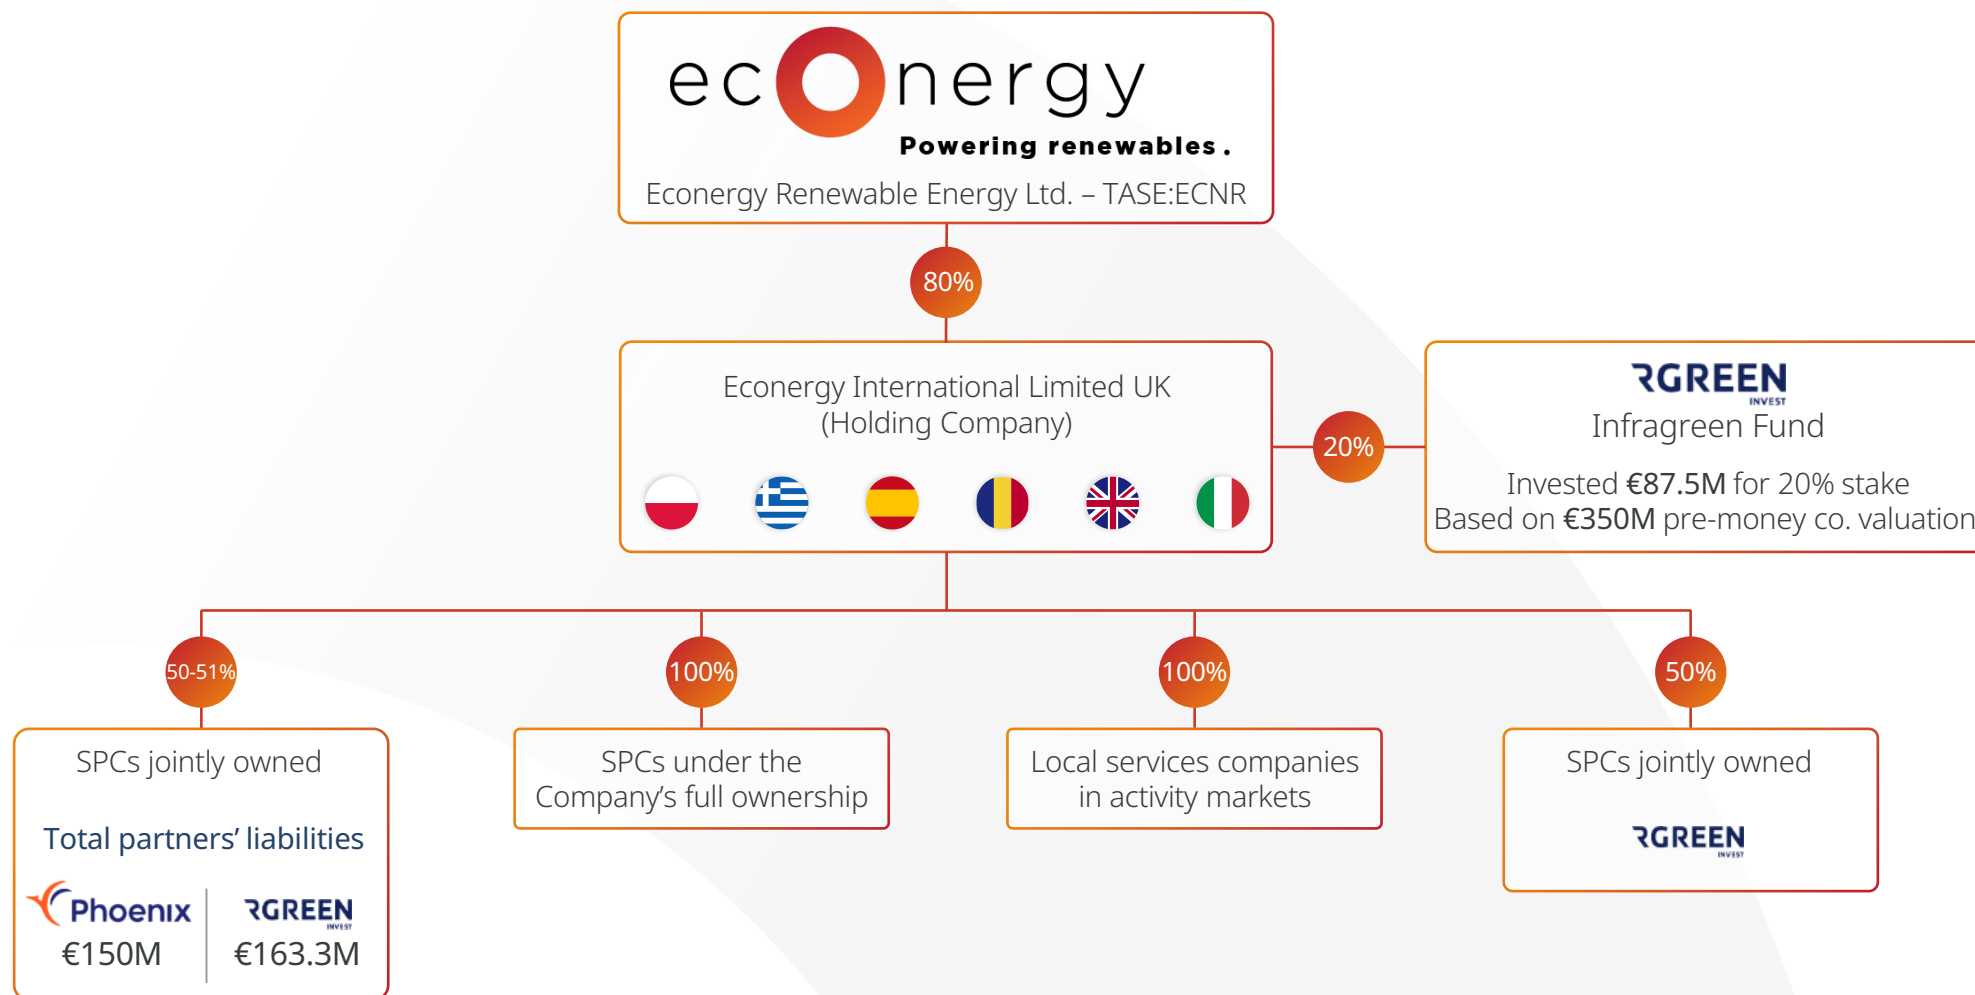 ecOnergy
Powering renewables.
Econergy Renewable Energy Ltd. – TASE:ECNR
80%
Econergy International Limited UK
(Holding Company)
20%
RGREEN
INVEST
Infragreen Fund
Invested €87.5M for 20% stake
Based on €350M pre-money co. valuation
50-51%
100%
100%
50%
SPCs jointly owned
Total partners’ liabilities
Phoenix
€150M
RGREEN
INVEST
€163.3M
SPCs under the
Company’s full ownership
Local services companies
in activity markets
SPCs jointly owned
RGREEN
INVEST